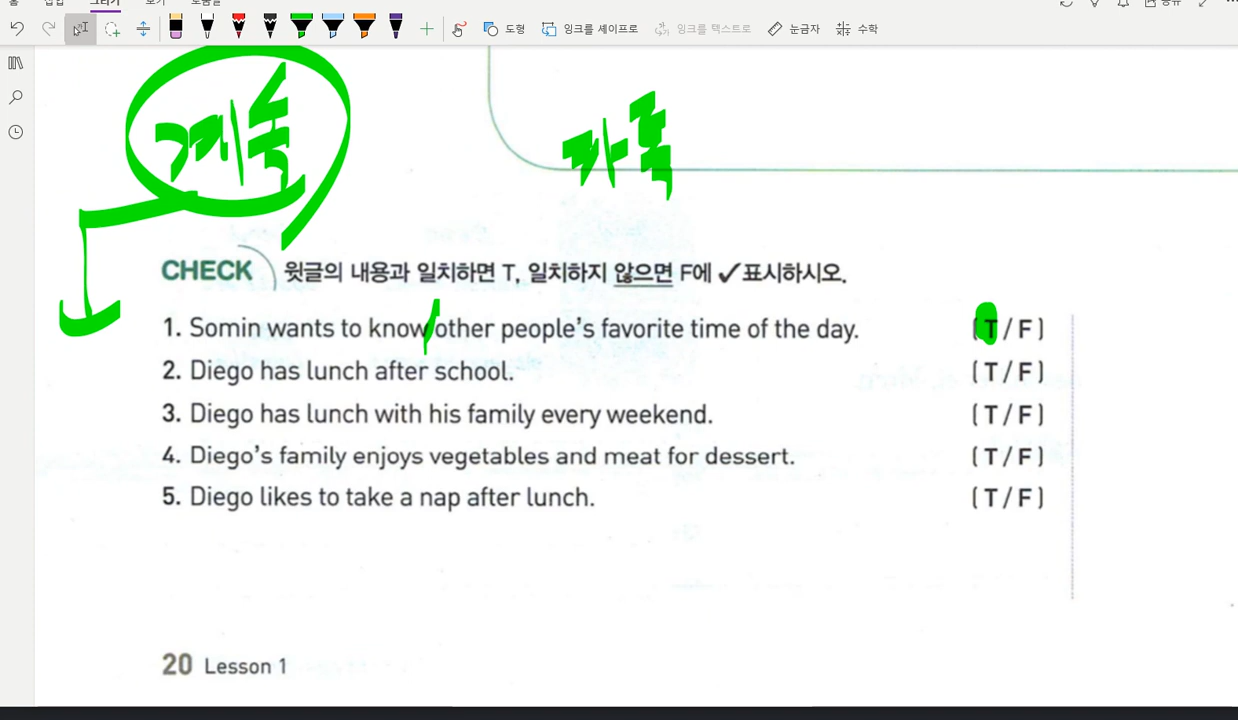 도형 잉크를 셰이프로 잉크를 텍스트로 눈금자 수학
CHECK 윗글의 내용과 일치하면 T, 일치하지 않으면 F에 ✓표시하시오.
1. Somin wants to know other people's favorite time of the day. ( T / F )
2. Diego has lunch after school. ( T / F )
3. Diego has lunch with his family every weekend. ( T / F )
4. Diego's family enjoys vegetables and meat for dessert. ( T / F )
5. Diego likes to take a nap after lunch. ( T / F )
20 Lesson 1